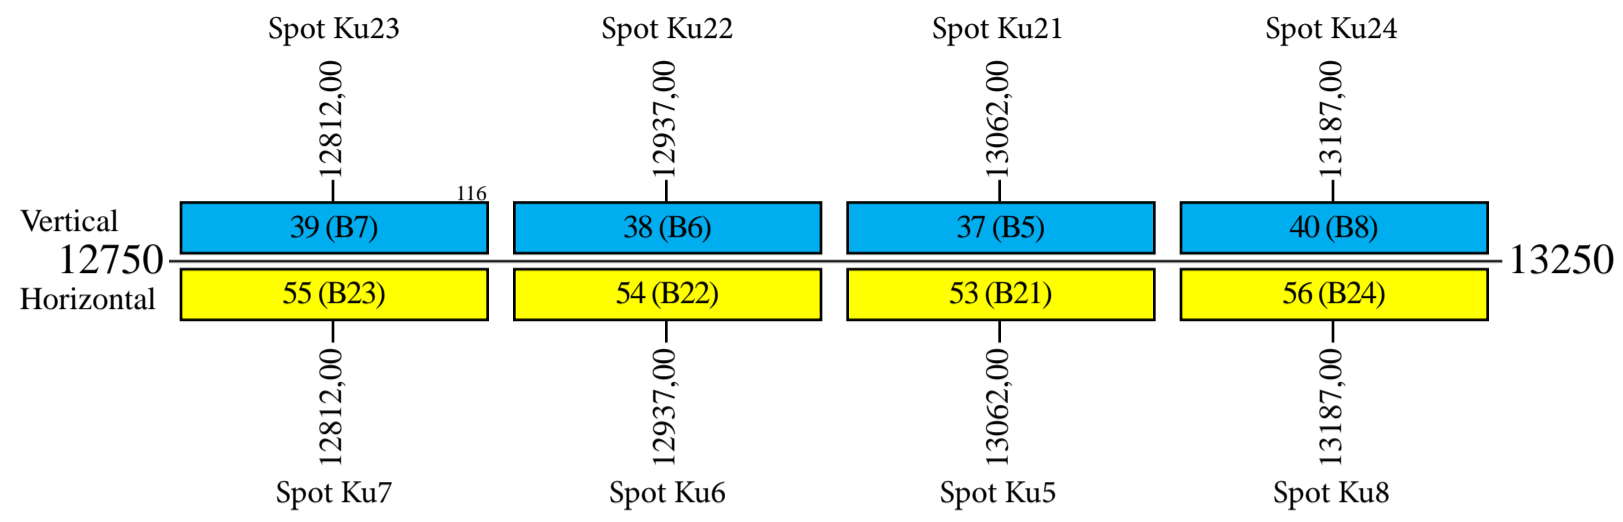 Spot Ku23 Spot Ku22 Spot Ku21 Spot Ku24
12812,00 12937,00 13062,00 13187,00
116
Vertical 39 (B7) 38 (B6) 37 (B5) 40 (B8)
12750 13250
Horizontal 55 (B23) 54 (B22) 53 (B21) 56 (B24)
12812,00 12937,00 13062,00 13187,00
Spot Ku7 Spot Ku6 Spot Ku5 Spot Ku8